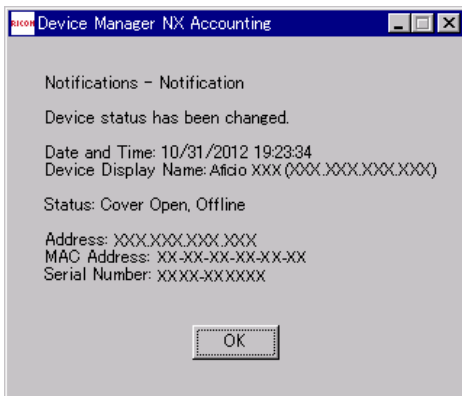 RICOH Device Manager NX Accounting
Notifications - Notification
Device status has been changed.
Date and Time: 10/31/2012 19:23:34
Device Display Name: Aficio XXX (XXX.XXX.XXX.XXX)
Status: Cover Open, Offline
Address: XXX.XXX.XXX.XXX
MAC Address: XX-XX-XX-XX-XX-XX
Serial Number: XXXX-XXXXXX
OK